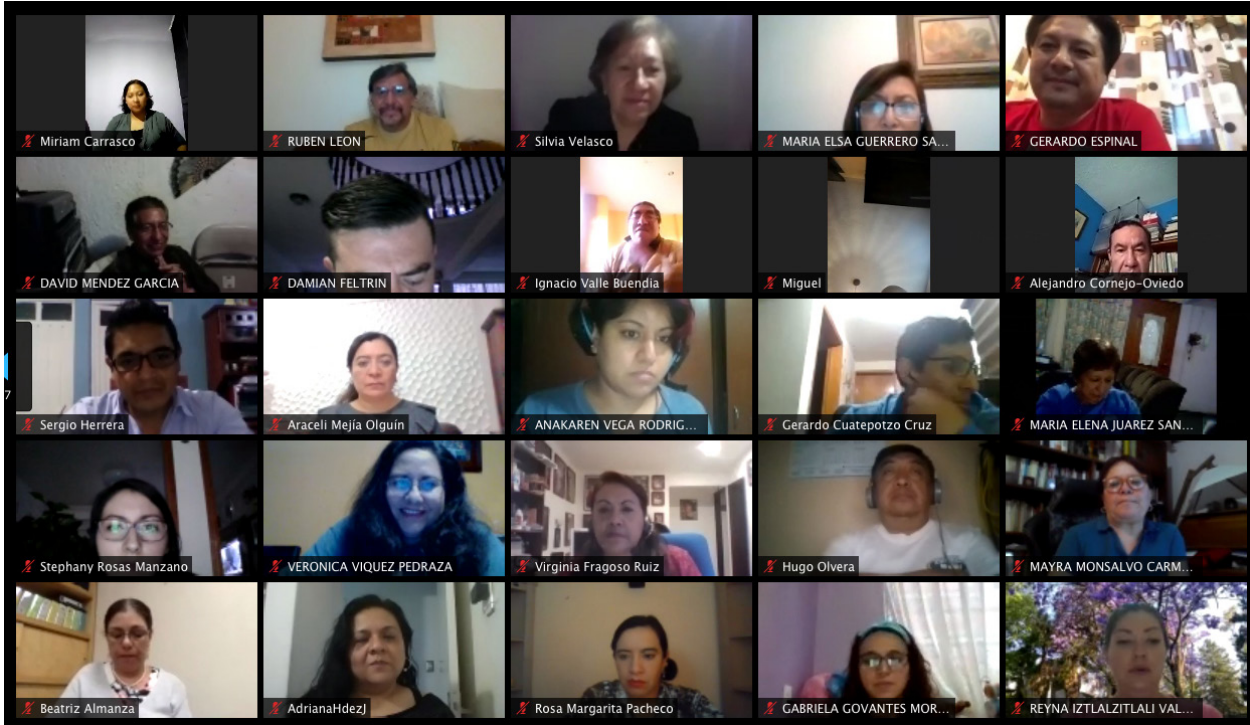 Miriam Carrasco
RUBEN LEON
Silvia Velasco
MARIA ELSA GUERRERO SA...
GERARDO ESPINAL
DAVID MENDEZ GARCIA
DAMIAN FELTRIN
Ignacio Valle Buendia
Miguel
Alejandro Cornejo-Oviedo
7
Sergio Herrera
Araceli Mejía Olguín
ANAKAREN VEGA RODRIG...
Gerardo Cuatepotzo Cruz
MARIA ELENA JUAREZ SAN...
Stephany Rosas Manzano
VERONICA VIQUEZ PEDRAZA
Virginia Fragoso Ruiz
Hugo Olvera
MAYRA MONSALVO CARM...
Beatriz Almanza
AdrianaHdezJ
Rosa Margarita Pacheco
GABRIELA GOVANTES MOR...
REYNA IZTLALZITLALI VAL...